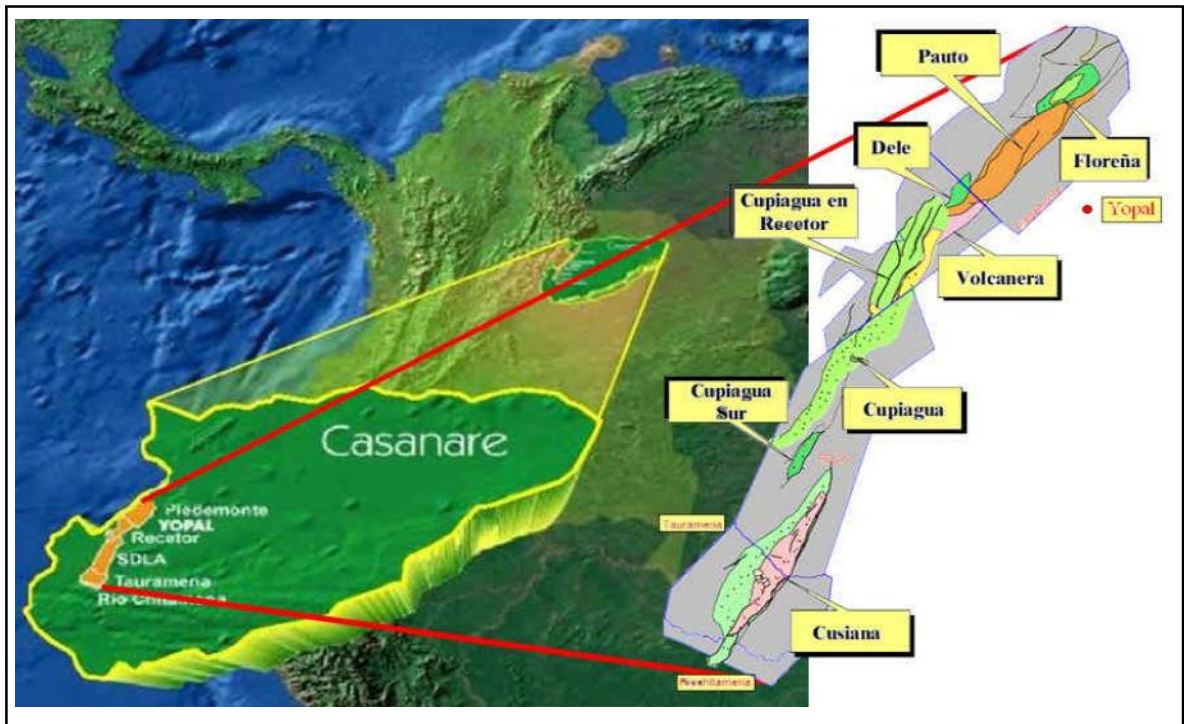 Pauto
Dele
Floreña
Cupiagua en
Recetor
Yopal
Volcanera
Casanare
Cupiagua
Sur
Cupiagua
Piedemonte
YOPAL
Recetor
SDLA
Tauramena
Tauramena
Cusiana